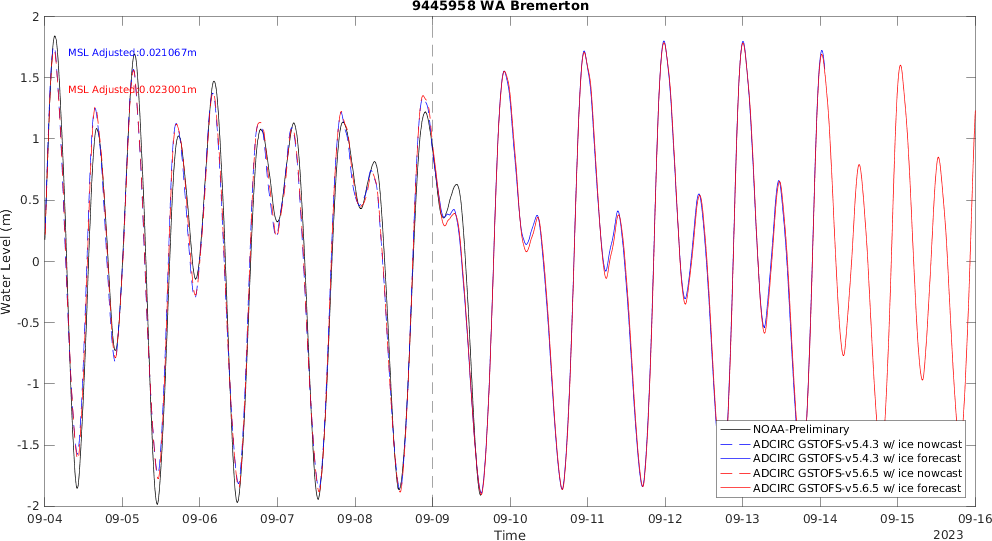 9445958 WA Bremerton
MSL Adjusted:0.021067m
MSL Adjusted:0.023001m
Water Level (m)
2
1.5
1
0.5
0
-0.5
-1
-1.5
-2
NOAA-Preliminary
ADCIRC GSTOFS-v5.4.3 w/ ice nowcast
ADCIRC GSTOFS-v5.4.3 w/ ice forecast
ADCIRC GSTOFS-v5.6.5 w/ ice nowcast
ADCIRC GSTOFS-v5.6.5 w/ ice forecast
09-04 09-05 09-06 09-07 09-08 09-09 09-10 09-11 09-12 09-13 09-14 09-15 09-16
Time
2023